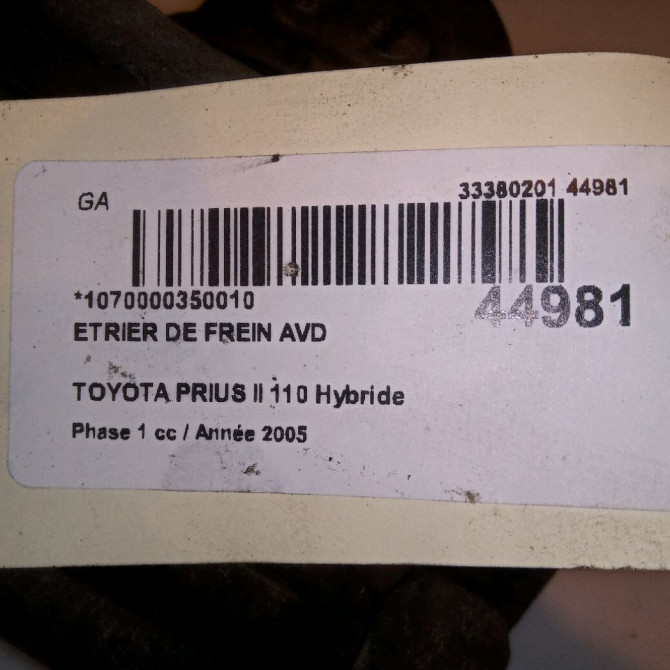 GA
33380201 44981
*1070000350010
44981
ETRIER DE FREIN AVD
TOYOTA PRIUS II 110 Hybride
Phase 1 cc / Année 2005